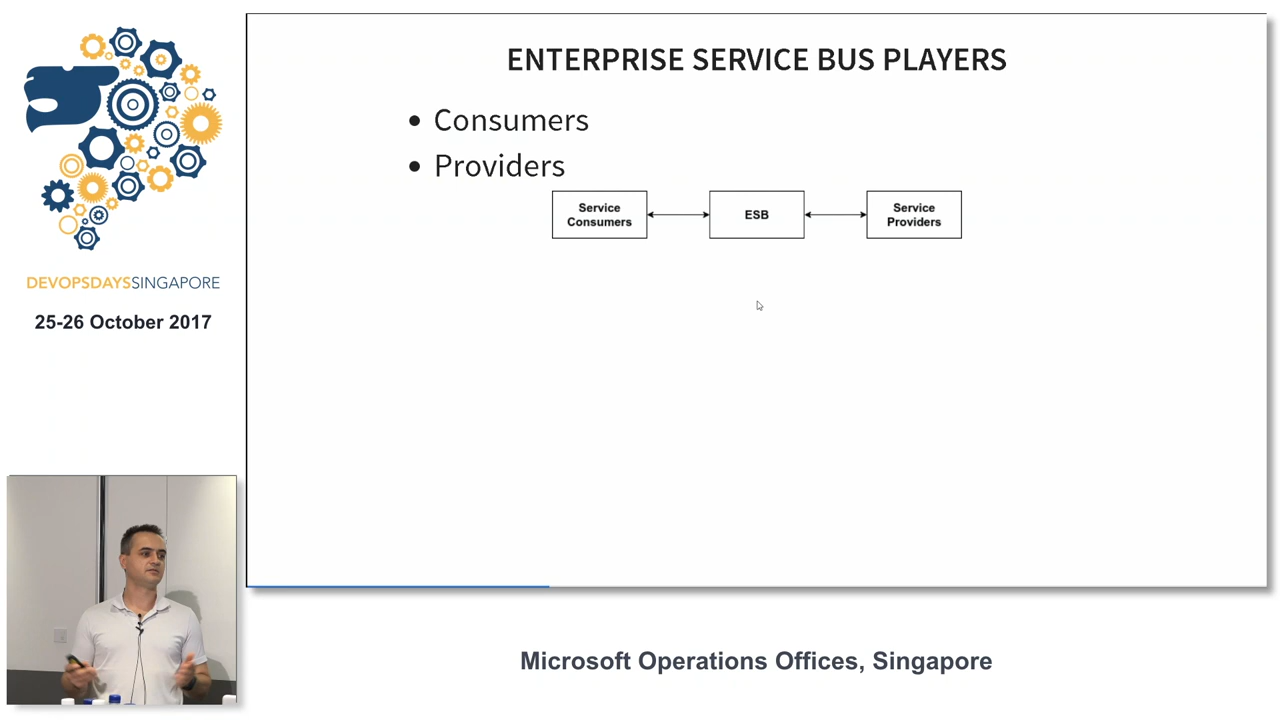 ENTERPRISE SERVICE BUS PLAYERS
• Consumers
• Providers
Service
Consumers
ESB
Service
Providers
DEVOPSDAYSSINGAPORE
25-26 October 2017
Microsoft Operations Offices, Singapore